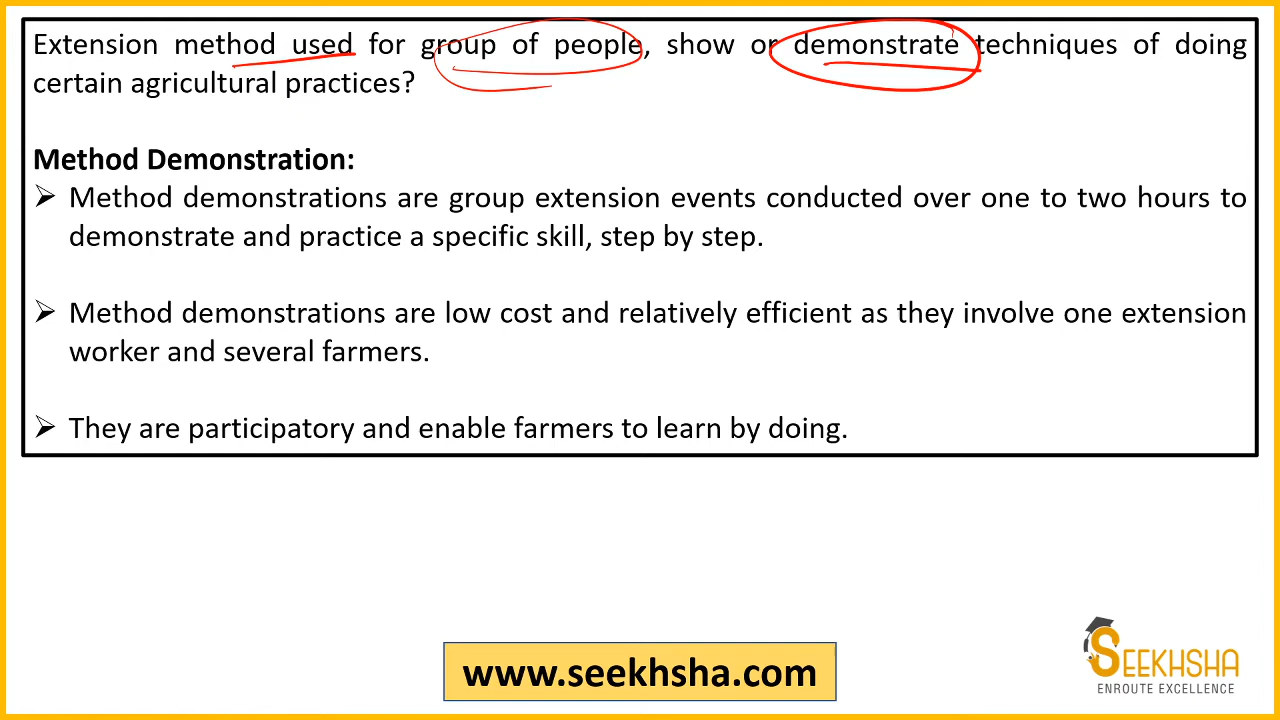 Extension method used for group of people, show or demonstrate techniques of doing
certain agricultural practices?
Method Demonstration:
➢ Method demonstrations are group extension events conducted over one to two hours to
demonstrate and practice a specific skill, step by step.
➢ Method demonstrations are low cost and relatively efficient as they involve one extension
worker and several farmers.
➢ They are participatory and enable farmers to learn by doing.
www.seekhsha.com
SEEKHSHA
ENROUTE EXCELLENCE